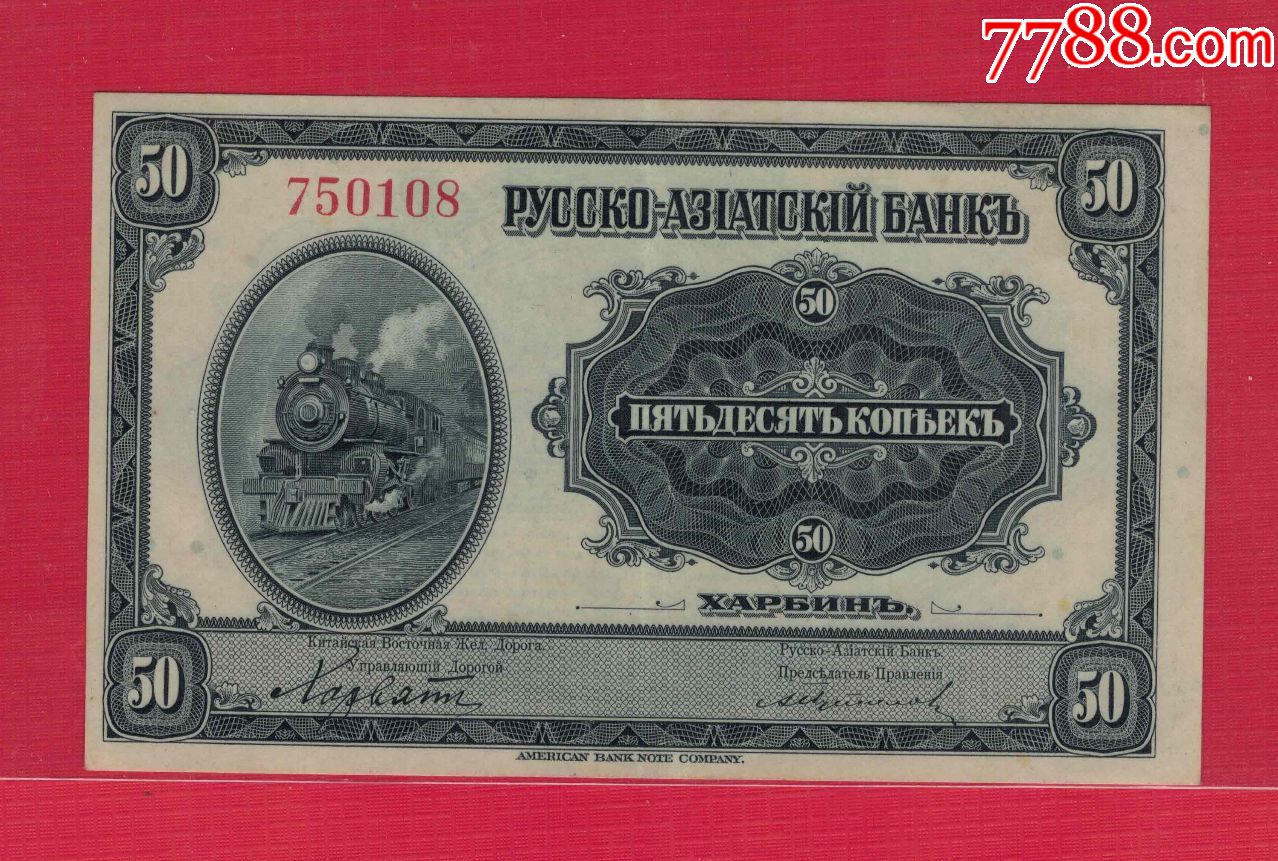 7788.com
50
50
750108
РУССКО-АЗІАТСКІЙ БАНКЪ
50
ПЯТЬДЕСЯТЬ КОПѢЕКЪ
50
ХАРБИНЪ,
Китайская Восточная Жел. Дорога.
Управляющій Дорогой
Русско-Азіатскій Банкъ.
Предсѣдатель Правленія
50
50
AMERICAN BANK NOTE COMPANY.